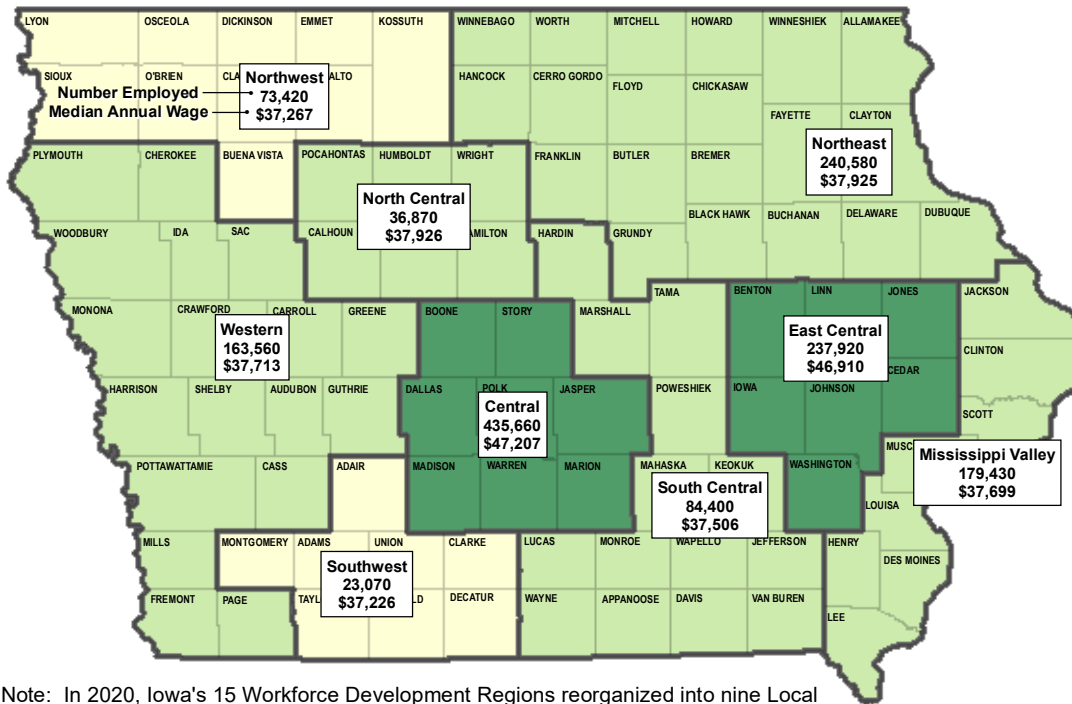 LYON OSCEOLA DICKINSON EMMET KOSSUTH WINNEBAGO WORTH MITCHELL HOWARD WINNESHIEK ALLAMAKEE
SIOUX O'BRIEN
HANCOCK CERRO GORDO FLOYD CHICKASAW
Northwest
Number Employed 73,420
Median Annual Wage $37,267
FAYETTE CLAYTON
PLYMOUTH CHEROKEE BUENA VISTA POCAHONTAS HUMBOLDT WRIGHT FRANKLIN BUTLER BREMER
Northeast
240,580
$37,925
North Central
36,870
$37,926
WOODBURY IDA SAC CALHOUN HARDIN GRUNDY BLACK HAWK BUCHANAN DELAWARE DUBUQUE
MONONA CRAWFORD CARROLL GREENE BOONE STORY MARSHALL TAMA BENTON LINN JONES JACKSON
Western
163,560
$37,713
East Central
237,920
$46,910
CLINTON
CEDAR
HARRISON SHELBY AUDUBON GUTHRIE DALLAS POLK JASPER POWESHIEK IOWA JOHNSON
SCOTT
Central
435,660
$47,207
Mississippi Valley
179,430
$37,699
POTTAWATTAMIE CASS ADAIR MADISON WARREN MARION MAHASKA KEOKUK WASHINGTON
LOUISA
South Central
84,400
$37,506
MILLS MONTGOMERY ADAMS UNION CLARKE LUCAS MONROE WAPELLO JEFFERSON HENRY
DES MOINES
Southwest
23,070
$37,226
FREMONT PAGE DECATUR WAYNE APPANOOSE DAVIS VAN BUREN
LEE
Note: In 2020, Iowa's 15 Workforce Development Regions reorganized into nine Local